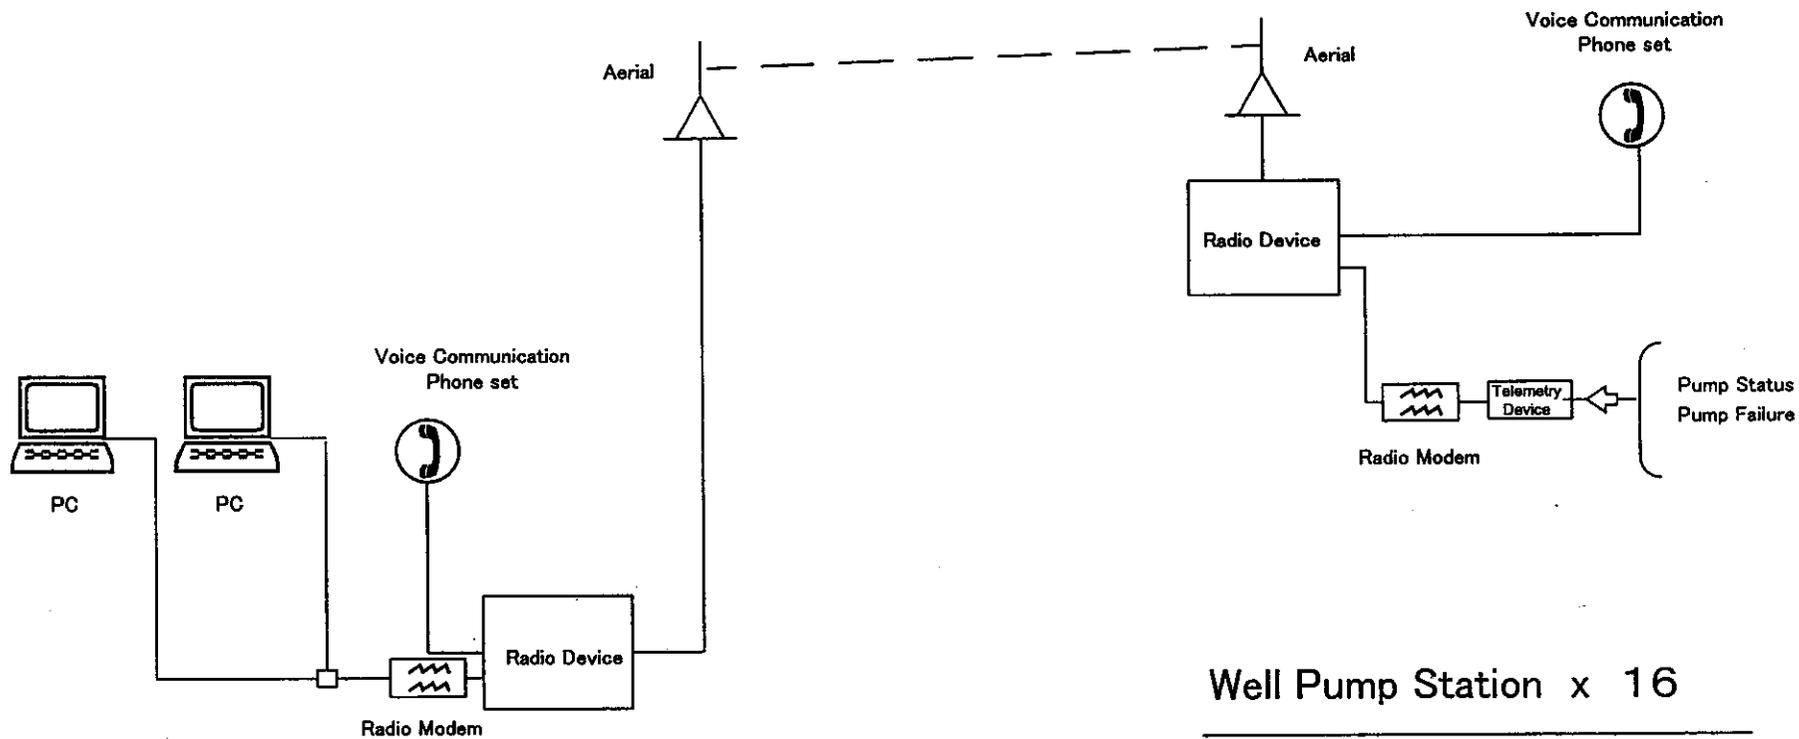 Voice Communication
Phone set
Aerial
Aerial
Radio Device
Voice Communication
Phone set
Telemetry
Device
Pump Status
Pump Failure
Radio Modem
PC
PC
Radio Device
Radio Modem
Well Pump Station x 16